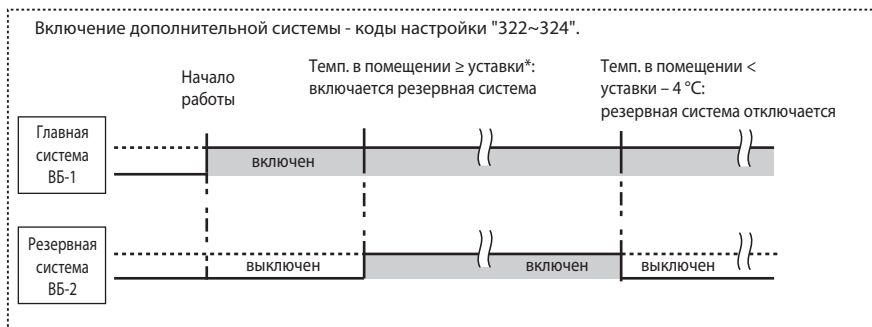 Включение дополнительной системы - коды настройки "322~324".
Начало
работы
Темп. в помещении ≥ уставки*:
включается резервная система
Темп. в помещении <
уставки – 4 °C:
резервная система отключается
Главная
система
ВБ-1
включен
Резервная
система
ВБ-2
выключен
включен
выключен